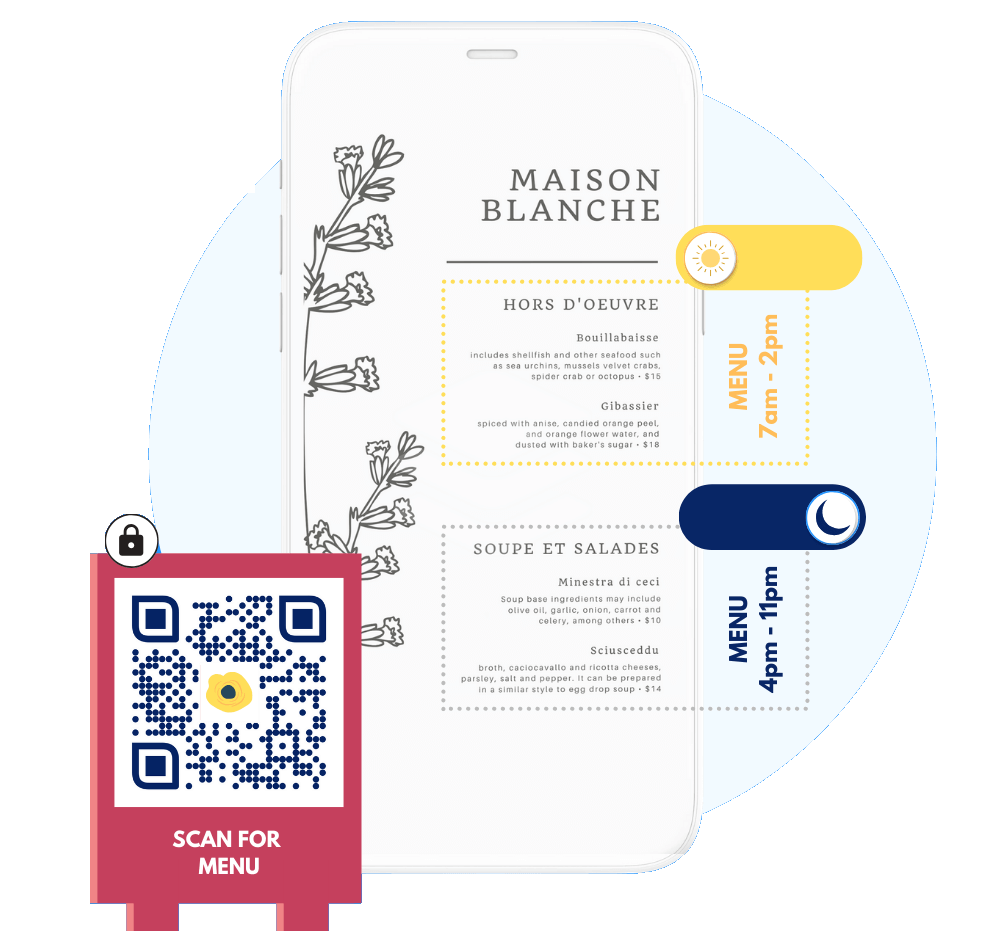 MAISON
BLANCHE
HORS D'OEUVRE
Bouillabaisse
includes shellfish and other seafood such
as sea urchins, mussels velvet crabs,
spider crab or octopus • $15
Gibassier
spiced with anise, candied orange peel,
and orange flower water, and
dusted with baker's sugar • $18
MENU
7am - 2pm
SOUPE ET SALADES
Minestra di ceci
Soup base ingredients may include
olive oil, garlic, onion, carrot and
celery, among others • $10
Sciusceddu
broth, caciocavallo and ricotta cheeses,
parsley, salt and pepper. It can be prepared
in a similar style to egg drop soup • $14
MENU
4pm - 11pm
SCAN FOR
MENU